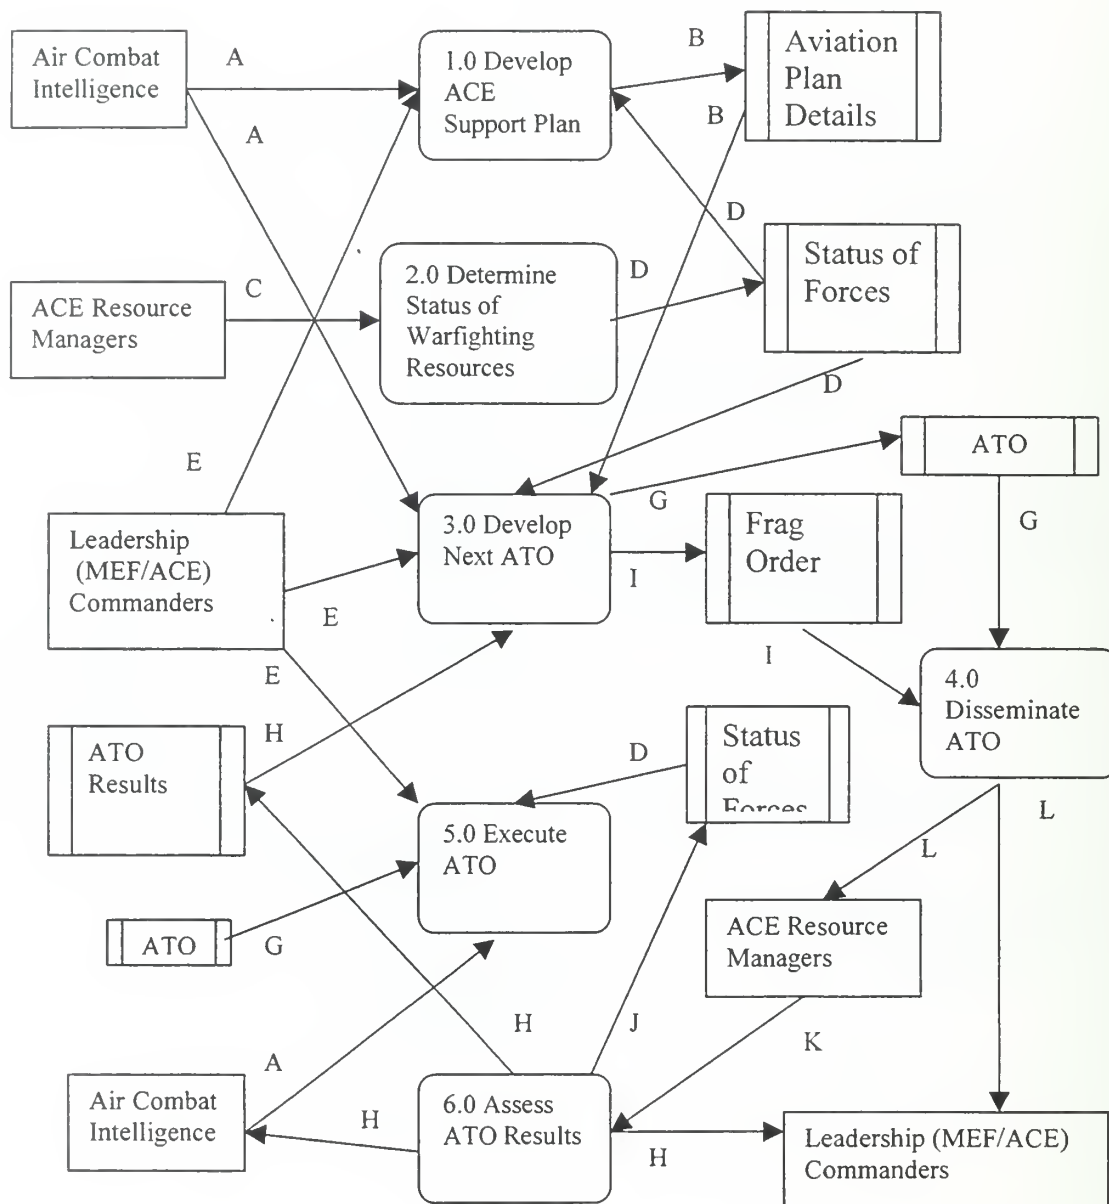 Air Combat
Intelligence
A
A
1.0 Develop
ACE
Support Plan
B
B
Aviation
Plan
Details
D
ACE Resource
Managers
C
2.0 Determine
Status of
Warfighting
Resources
D
Status of
Forces
D
E
ATO
G
G
Leadership
(MEF/ACE)
Commanders
E
E
3.0 Develop
Next ATO
I
Frag
Order
I
4.0
Disseminate
ATO
ATO
Results
H
D
Status
of
Forces
5.0 Execute
ATO
L
L
ATO
G
ACE Resource
Managers
H
J
K
A
Air Combat
Intelligence
H
6.0 Assess
ATO Results
H
Leadership (MEF/ACE)
Commanders